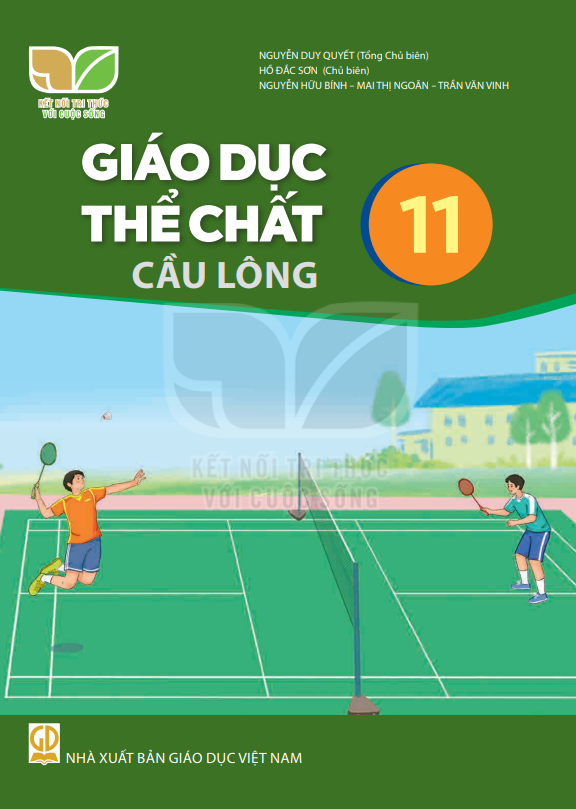 NGUYỄN DUY QUYẾT (Tổng Chủ biên)
HỒ ĐẮC SƠN (Chủ biên)
NGUYỄN HỮU BÍNH – MAI THỊ NGOÃN – TRẦN VĂN VINH
KẾT NỐI TRI THỨC
VỚI CUỘC SỐNG
GIÁO DỤC
THỂ CHẤT
11
CẦU LÔNG
KẾT NỐI TRI THỨC
VỚI CUỘC SỐNG
GD
NHÀ XUẤT BẢN GIÁO DỤC VIỆT NAM